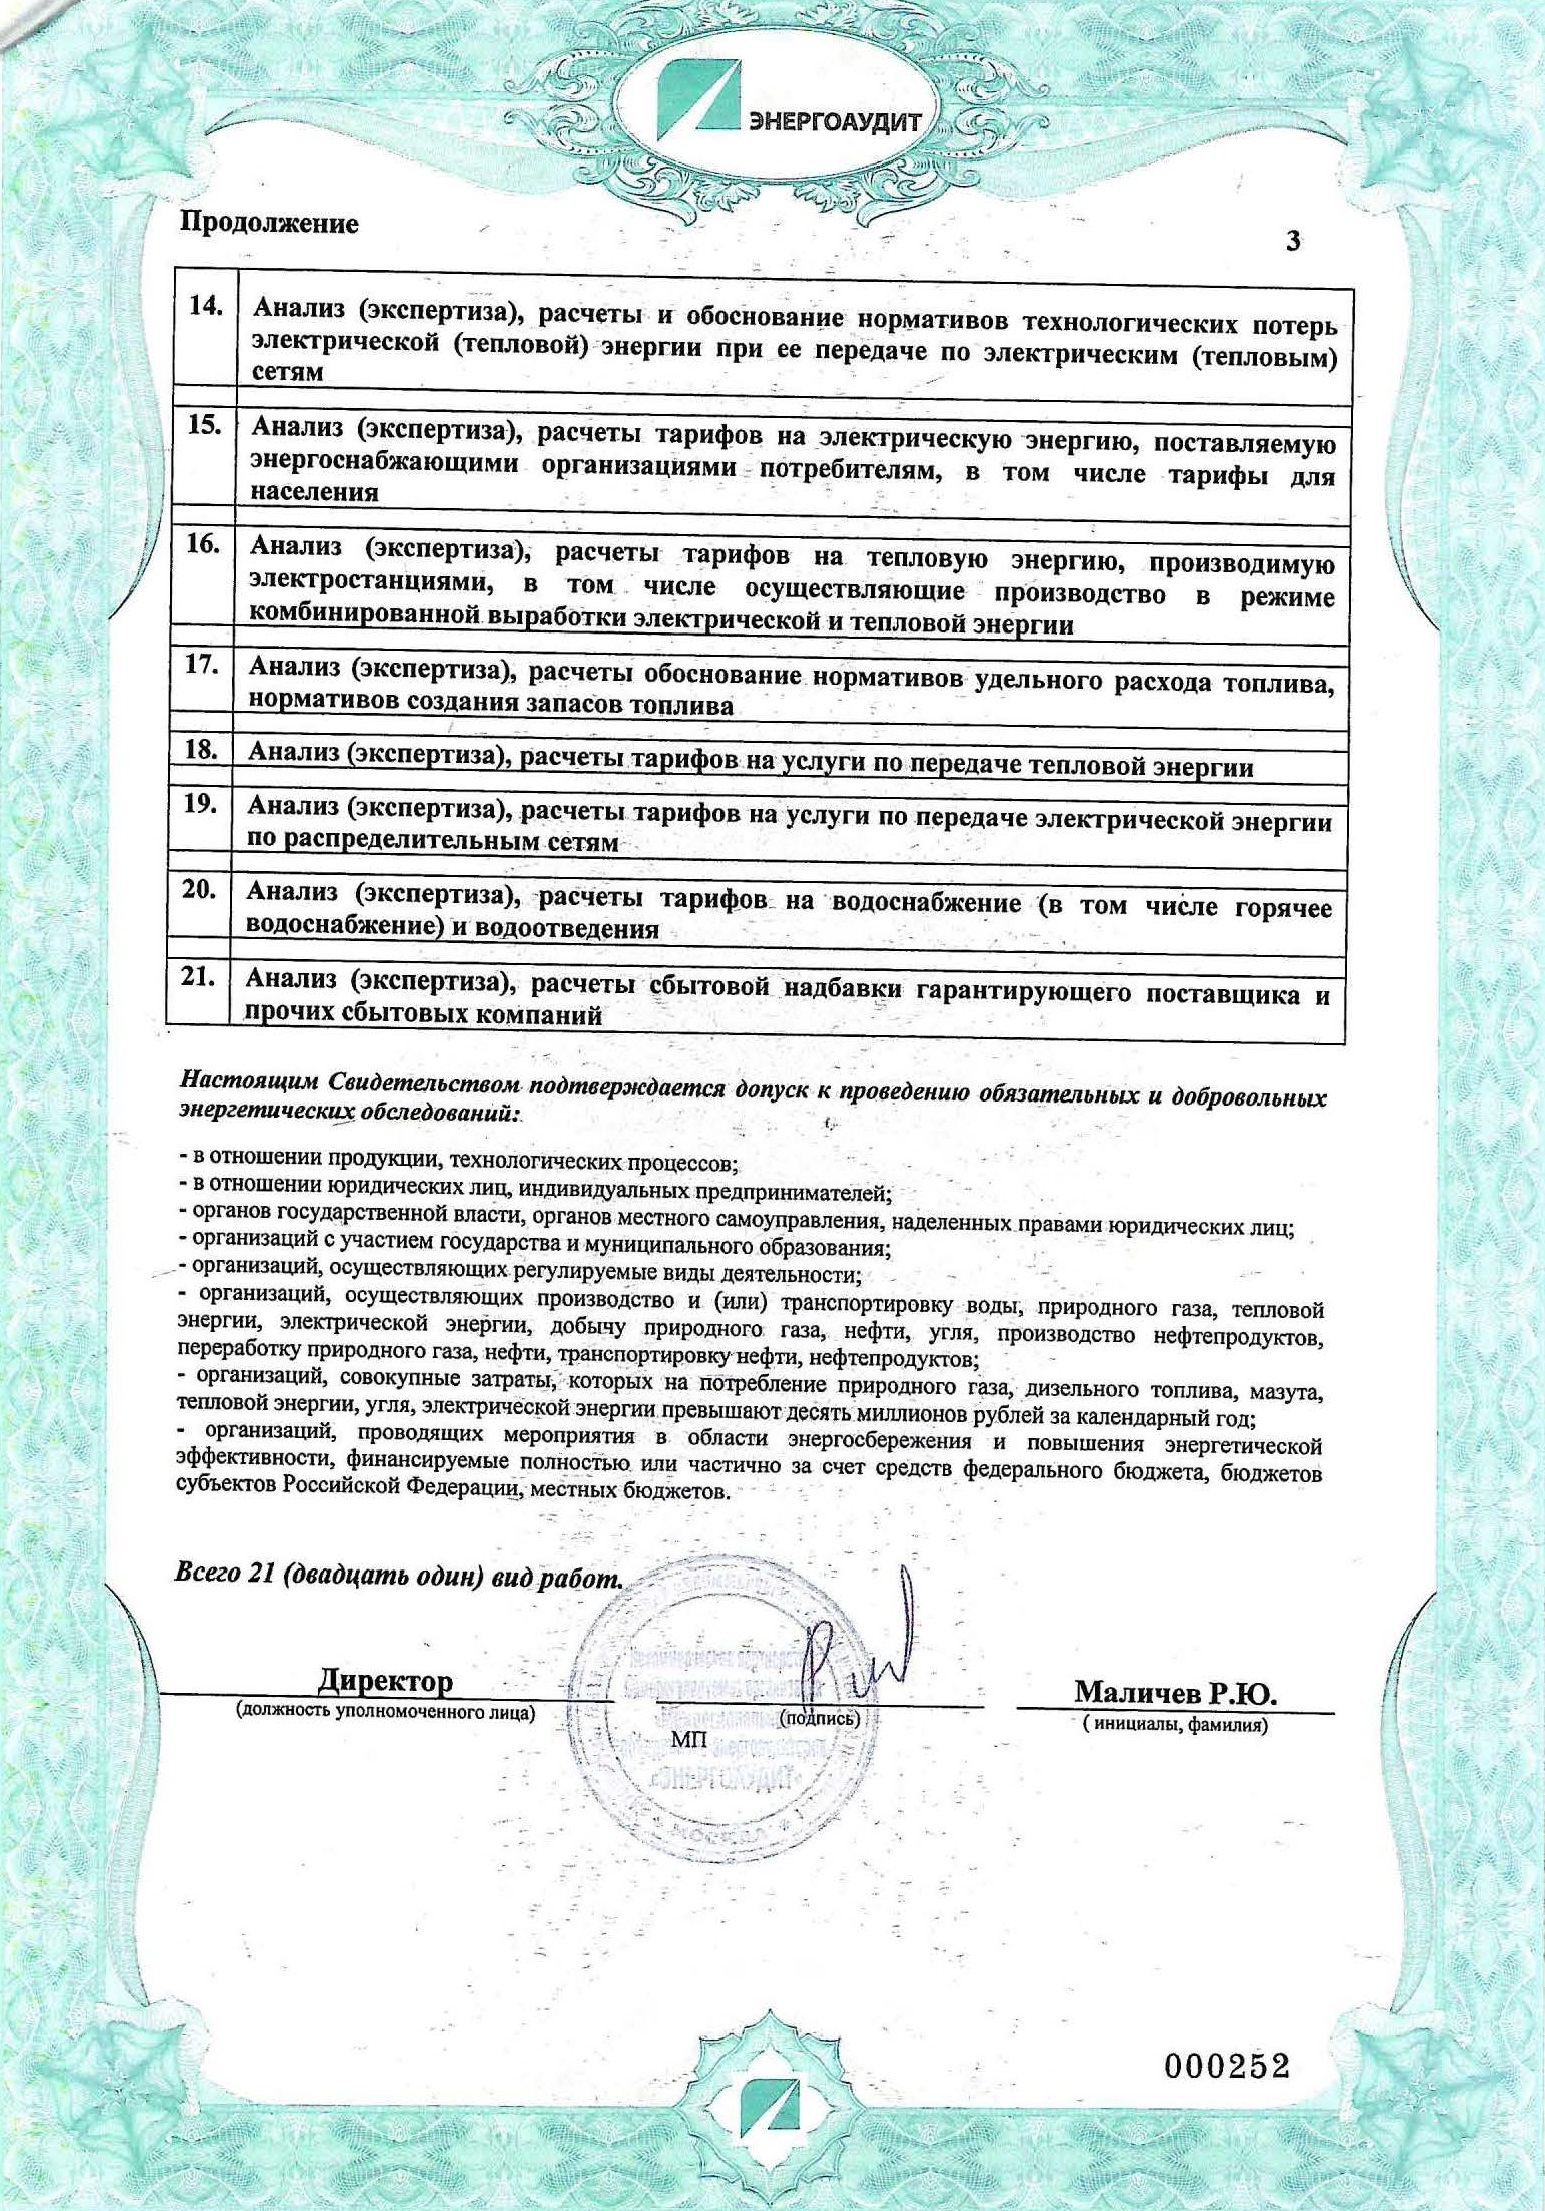 ЭНЕРГОАУДИТ
Продолжение
3
14. Анализ (экспертиза), расчеты и обоснование нормативов технологических потерь
электрической (тепловой) энергии при ее передаче по электрическим (тепловым)
сетям
15. Анализ (экспертиза), расчеты тарифов на электрическую энергию, поставляемую
энергоснабжающими организациями потребителям, в том числе тарифы для
населения
16. Анализ (экспертиза), расчеты тарифов на тепловую энергию, производимую
электростанциями, в том числе осуществляющие производство в режиме
комбинированной выработки электрической и тепловой энергии
17. Анализ (экспертиза), расчеты обоснование нормативов удельного расхода топлива,
нормативов создания запасов топлива
18. Анализ (экспертиза), расчеты тарифов на услуги по передаче тепловой энергии
19. Анализ (экспертиза), расчеты тарифов на услуги по передаче электрической энергии
по распределительным сетям
20. Анализ (экспертиза), расчеты тарифов на водоснабжение (в том числе горячее
водоснабжение) и водоотведения
21. Анализ (экспертиза), расчеты сбытовой надбавки гарантирующего поставщика и
прочих сбытовых компаний
Настоящим Свидетельством подтверждается допуск к проведению обязательных и добровольных
энергетических обследований:
- в отношении продукции, технологических процессов;
- в отношении юридических лиц, индивидуальных предпринимателей;
- органов государственной власти, органов местного самоуправления, наделенных правами юридических лиц;
- организаций с участием государства и муниципального образования;
- организаций, осуществляющих регулируемые виды деятельности;
- организаций, осуществляющих производство и (или) транспортировку воды, природного газа, тепловой
энергии, электрической энергии, добычу природного газа, нефти, угля, производство нефтепродуктов,
переработку природного газа, нефти, транспортировку нефти, нефтепродуктов;
- организаций, совокупные затраты, которых на потребление природного газа, дизельного топлива, мазута,
тепловой энергии, угля, электрической энергии превышают десять миллионов рублей за календарный год;
- организаций, проводящих мероприятия в области энергосбережения и повышения энергетической
эффективности, финансируемые полностью или частично за счет средств федерального бюджета, бюджетов
субъектов Российской Федерации, местных бюджетов.
Всего 21 (двадцать один) вид работ.
Директор
Маличев Р.Ю.
(должность уполномоченного лица)
(подпись)
( инициалы, фамилия)
МП
«ЭНЕРГОАУДИТ»
МОСКВА
000252